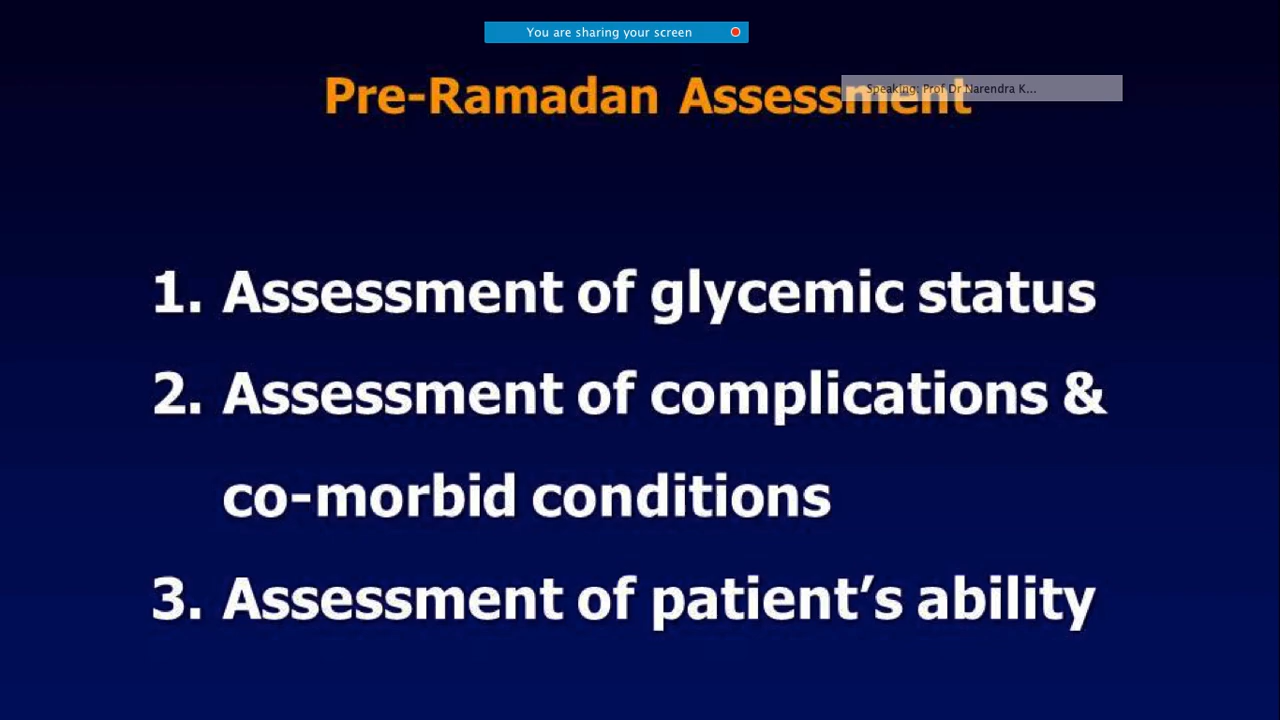 You are sharing your screen
Pre-Ramadan Assessment
Speaking: Prof Dr Narendra K...
1. Assessment of glycemic status
2. Assessment of complications &
co-morbid conditions
3. Assessment of patient’s ability